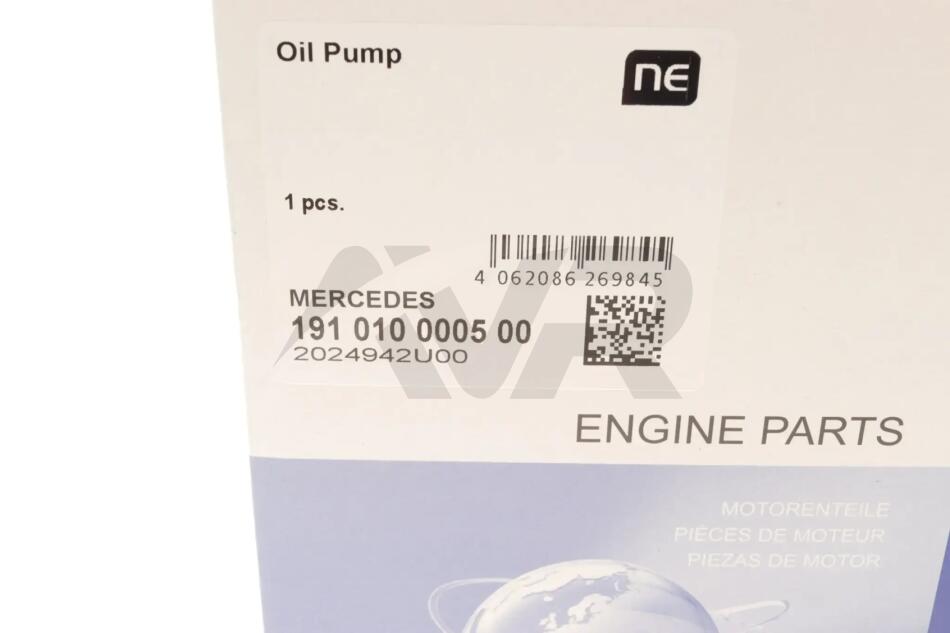 Oil Pump
NE
1 pcs.
4 062086 269845
MERCEDES
191 010 0005 00
2024942U00
IVR
ENGINE PARTS
MOTORENTEILE
PIÈCES DE MOTEUR
PIEZAS DE MOTOR